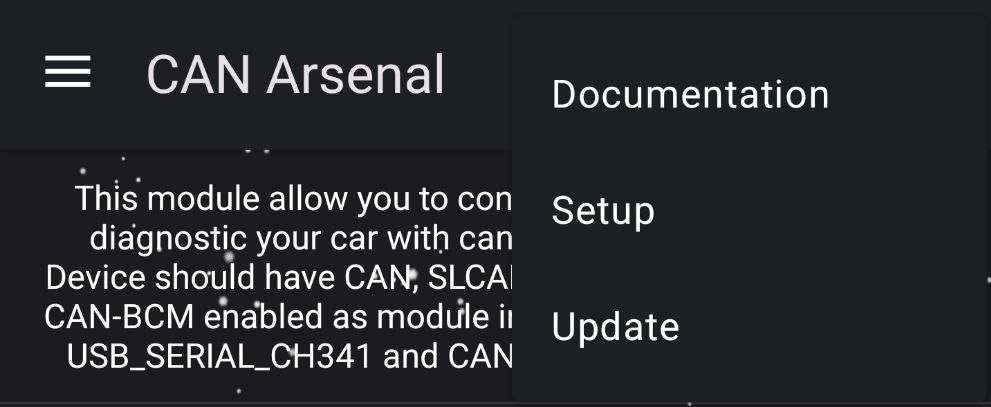 CAN Arsenal
This module allow you to con
diagnostic your car with can
Device should have CAN, SLCA
CAN-BCM enabled as module i
USB_SERIAL_CH341 and CAN
Documentation
Setup
Update